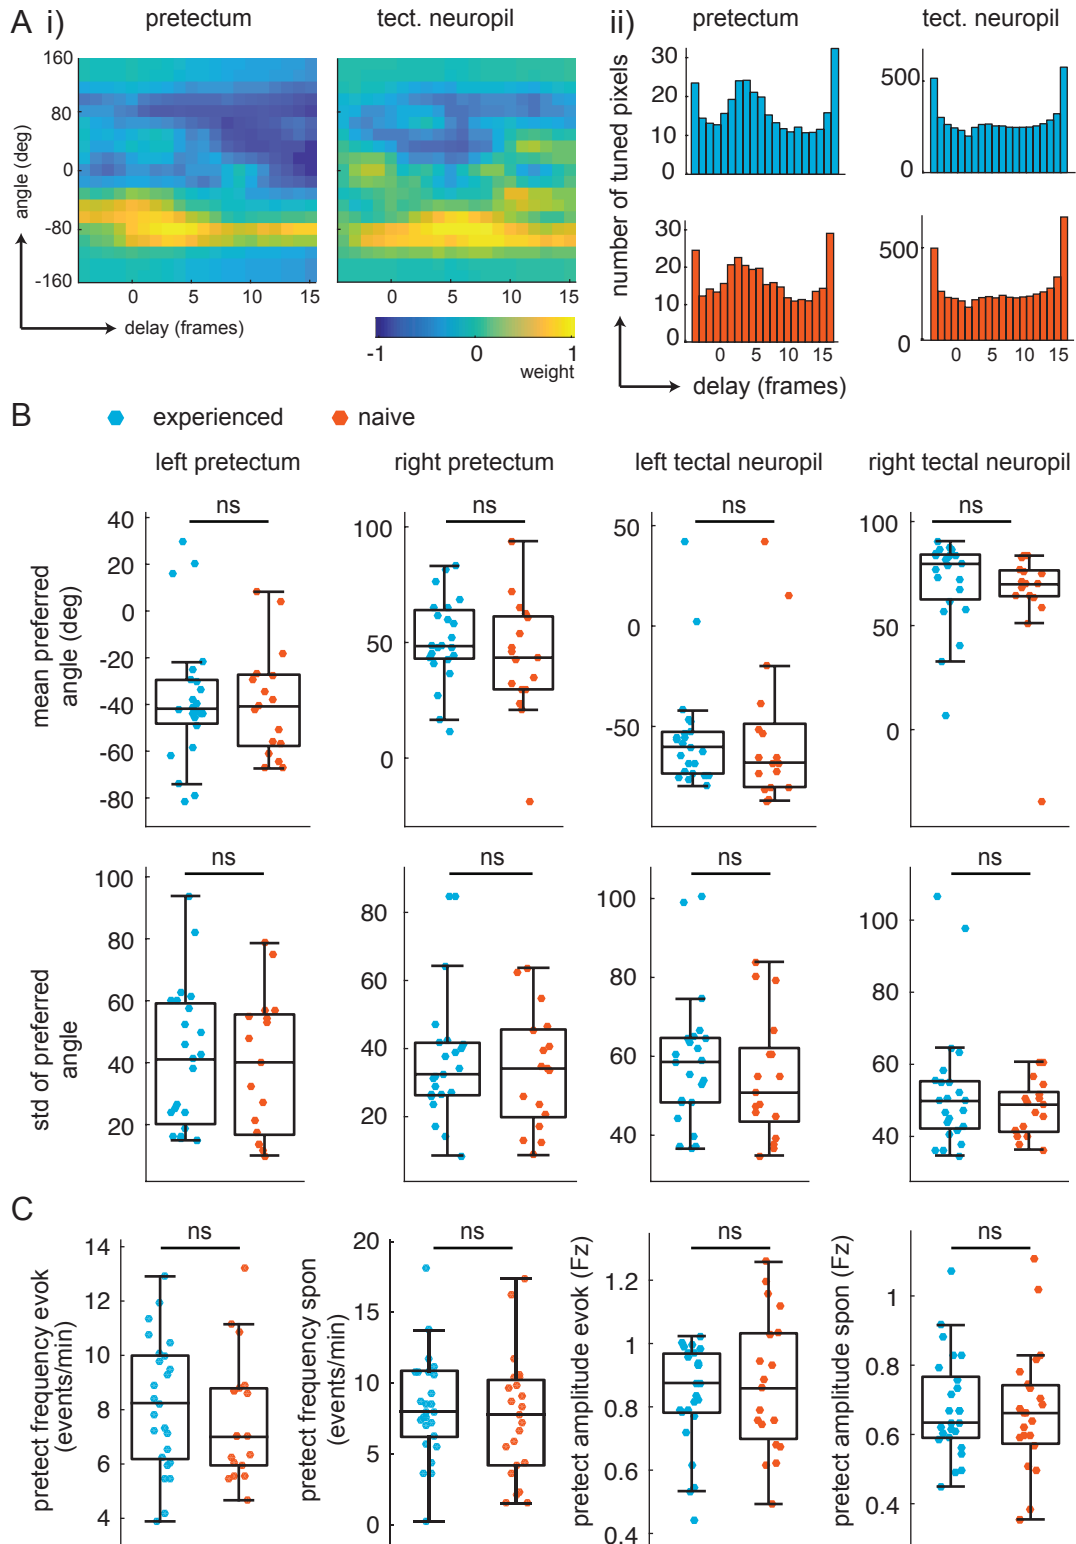 A i)
pretectum
tect. neuropil
ii)
pretectum
tect. neuropil
angle (deg)
160
80
0
-80
-160
0 5 10 15
0 5 10 15
delay (frames)
-1 0 1
weight
number of tuned pixels
30
20
10
0
500
0
30
20
10
0
500
0
0 5 10 15
0 5 10 15
delay (frames)
B
experienced
naive
left pretectum
right pretectum
left tectal neuropil
right tectal neuropil
mean preferred
angle (deg)
ns
40
20
0
-20
-40
-60
-80
ns
100
50
0
ns
50
0
-50
ns
100
50
0
std of preferred
angle
ns
100
80
60
40
20
ns
80
60
40
20
ns
100
80
60
40
ns
100
80
60
40
C
pretect frequency evok
(events/min)
ns
14
12
10
8
6
4
pretect frequency spon
(events/min)
ns
20
15
10
5
0
pretect amplitude evok (Fz)
ns
1.2
1
0.8
0.6
0.4
pretect amplitude spon (Fz)
ns
1
0.8
0.6
0.4